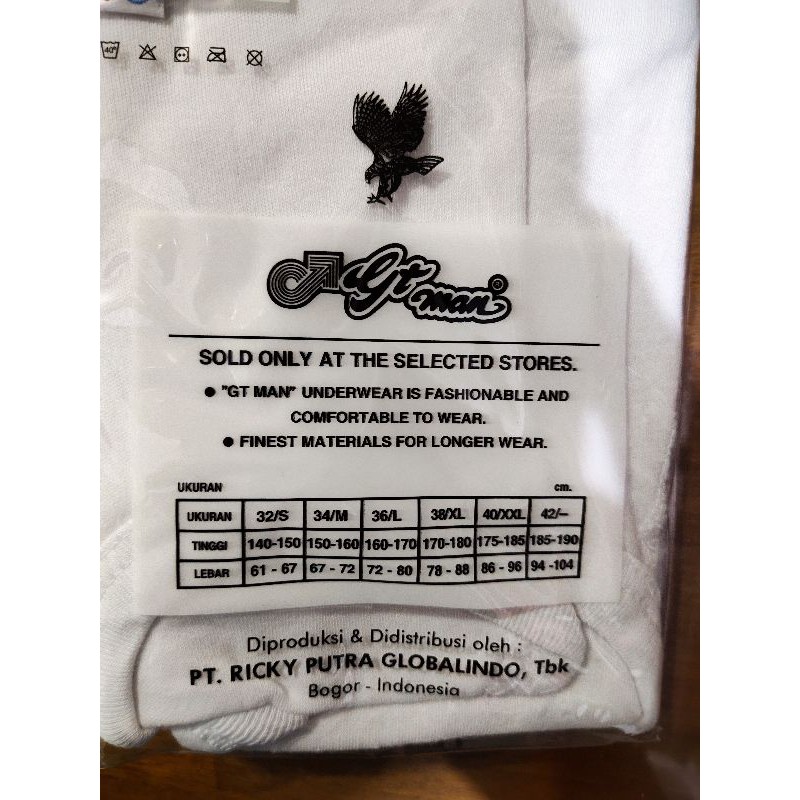 40°
Gt man ®
SOLD ONLY AT THE SELECTED STORES.
● "GT MAN" UNDERWEAR IS FASHIONABLE AND
COMFORTABLE TO WEAR.
● FINEST MATERIALS FOR LONGER WEAR.
UKURAN cm.
UKURAN 32/S 34/M 36/L 38/XL 40/XXL 42/–
TINGGI 140-150 150-160 160-170 170-180 175-185 185-190
LEBAR 61 - 67 67 - 72 72 - 80 78 - 88 86 - 96 94 -104
Diproduksi & Didistribusi oleh :
PT. RICKY PUTRA GLOBALINDO, Tbk
Bogor - Indonesia